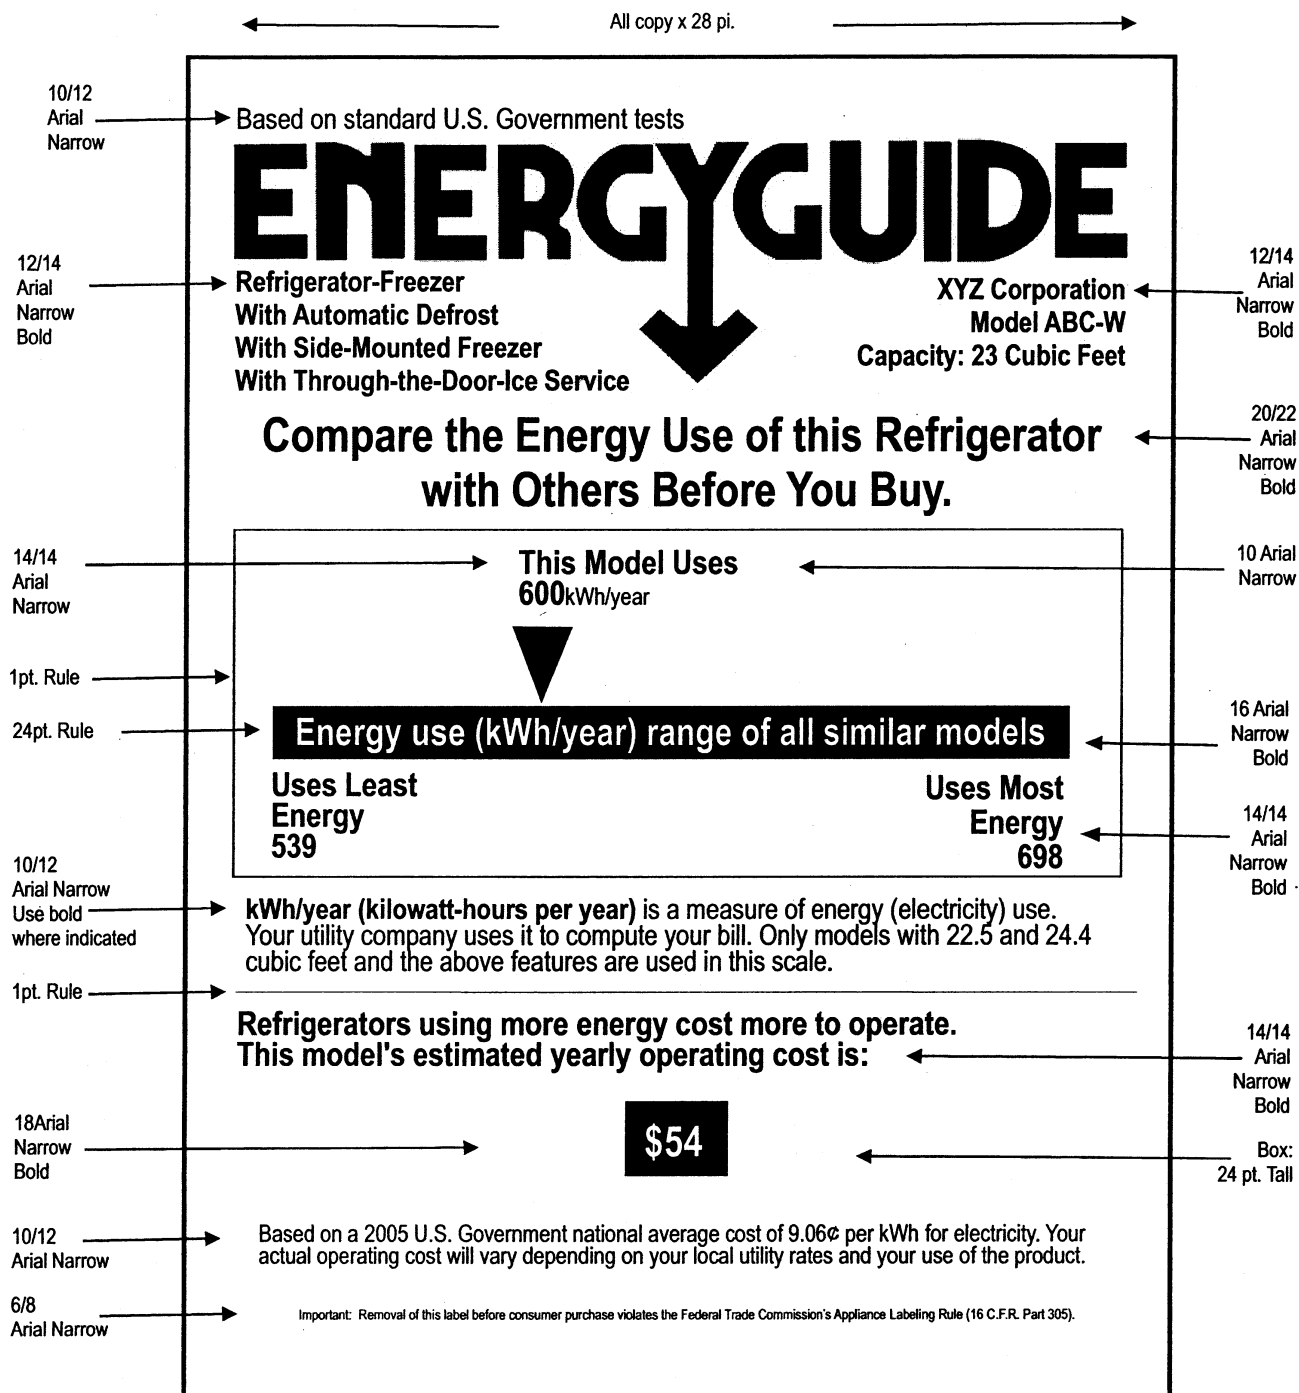 All copy x 28 pi.
10/12
Arial
Narrow
Based on standard U.S. Government tests
ENERGYGUIDE
12/14
Arial
Narrow
Bold
Refrigerator-Freezer
With Automatic Defrost
With Side-Mounted Freezer
With Through-the-Door-Ice Service
XYZ Corporation
Model ABC-W
Capacity: 23 Cubic Feet
12/14
Arial
Narrow
Bold
Compare the Energy Use of this Refrigerator
with Others Before You Buy.
20/22
Arial
Narrow
Bold
14/14
Arial
Narrow
This Model Uses
600kWh/year
10 Arial
Narrow
1pt. Rule
24pt. Rule
Energy use (kWh/year) range of all similar models
16 Arial
Narrow
Bold
Uses Least
Energy
539
Uses Most
Energy
698
14/14
Arial
Narrow
Bold
10/12
Arial Narrow
Use bold
where indicated
kWh/year (kilowatt-hours per year) is a measure of energy (electricity) use.
Your utility company uses it to compute your bill. Only models with 22.5 and 24.4
cubic feet and the above features are used in this scale.
1pt. Rule
Refrigerators using more energy cost more to operate.
This model's estimated yearly operating cost is:
14/14
Arial
Narrow
Bold
18Arial
Narrow
Bold
$54
Box:
24 pt. Tall
10/12
Arial Narrow
Based on a 2005 U.S. Government national average cost of 9.06¢ per kWh for electricity. Your
actual operating cost will vary depending on your local utility rates and your use of the product.
6/8
Arial Narrow
Important: Removal of this label before consumer purchase violates the Federal Trade Commission's Appliance Labeling Rule (16 C.F.R. Part 305).